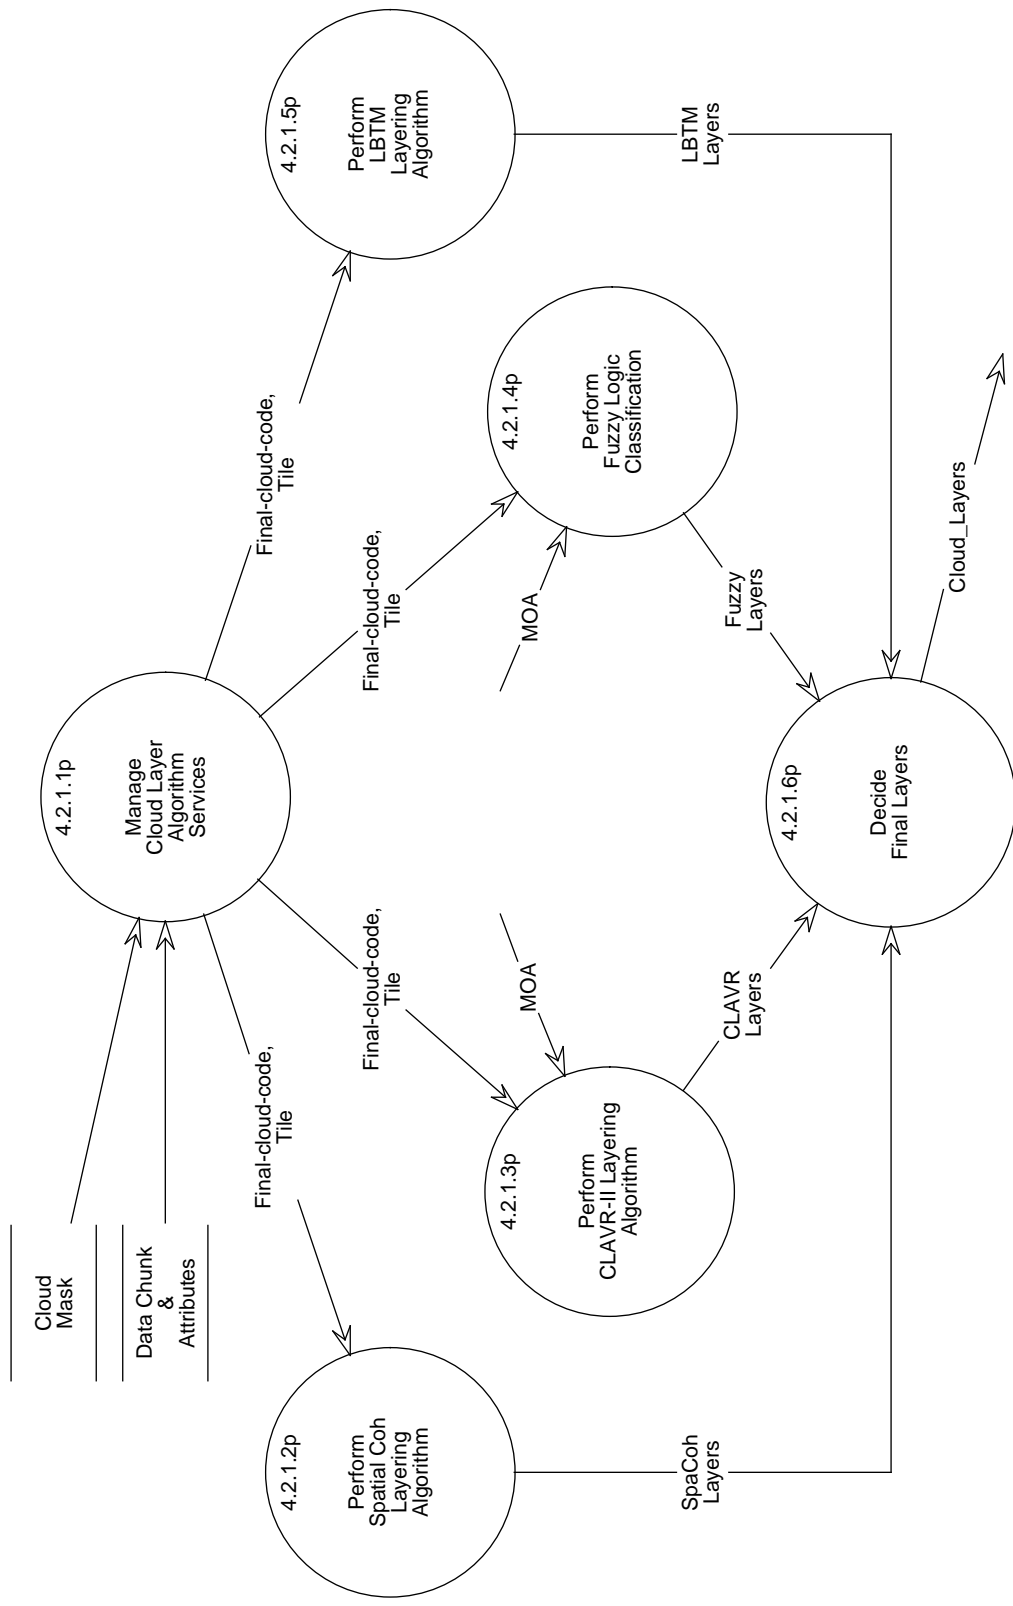 Cloud
Mask
Data Chunk
&
Attributes
4.2.1.1p
Manage
Cloud Layer
Algorithm
Services
Final-cloud-code,
Tile
Final-cloud-code,
Tile
Final-cloud-code,
Tile
Final-cloud-code,
Tile
4.2.1.2p
Perform
Spatial Coh
Layering
Algorithm
MOA
4.2.1.3p
Perform
CLAVR-II Layering
Algorithm
MOA
4.2.1.4p
Perform
Fuzzy Logic
Classification
4.2.1.5p
Perform
LBTM
Layering
Algorithm
SpaCoh
Layers
CLAVR
Layers
Fuzzy
Layers
LBTM
Layers
4.2.1.6p
Decide
Final Layers
Cloud_Layers